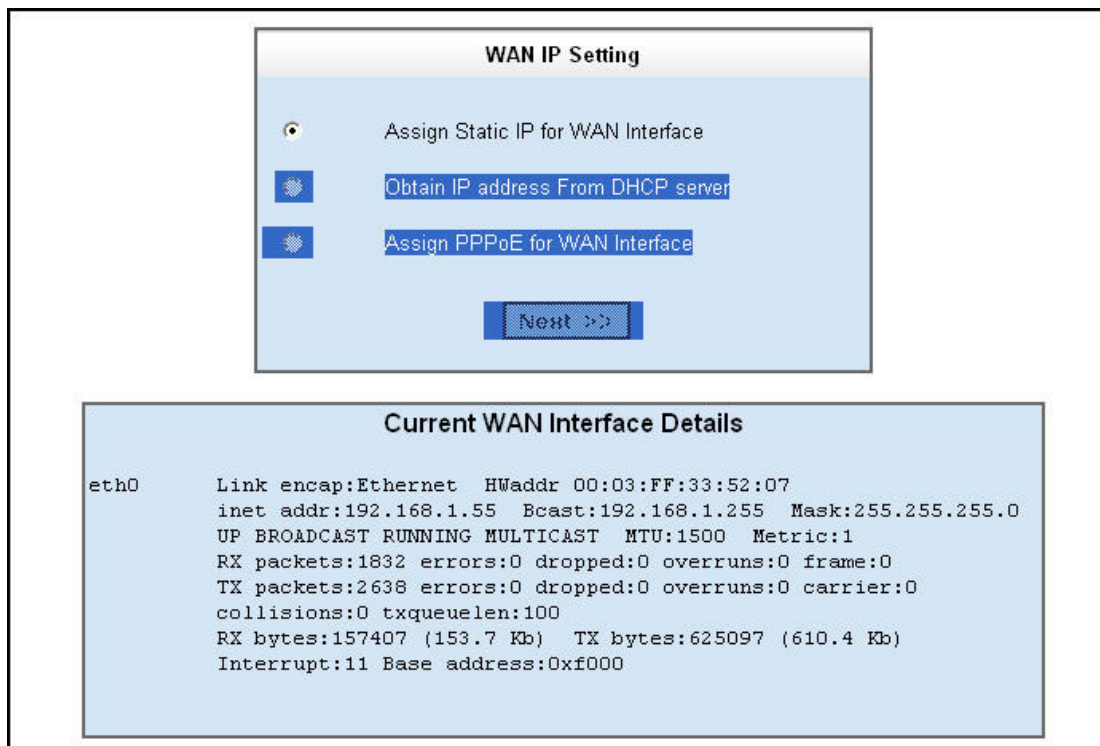 WAN IP Setting
Assign Static IP for WAN Interface
Obtain IP address From DHCP server
Assign PPPoE for WAN Interface
Next >>
Current WAN Interface Details
eth0 Link encap:Ethernet HWaddr 00:03:FF:33:52:07
inet addr:192.168.1.55 Bcast:192.168.1.255 Mask:255.255.255.0
UP BROADCAST RUNNING MULTICAST MTU:1500 Metric:1
RX packets:1832 errors:0 dropped:0 overruns:0 frame:0
TX packets:2638 errors:0 dropped:0 overruns:0 carrier:0
collisions:0 txqueuelen:100
RX bytes:157407 (153.7 Kb) TX bytes:625097 (610.4 Kb)
Interrupt:11 Base address:0xf000